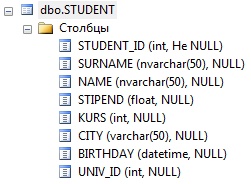 dbo.STUDENT
Столбцы
STUDENT_ID (int, Не NULL)
SURNAME (nvarchar(50), NULL)
NAME (nvarchar(50), NULL)
STIPEND (float, NULL)
KURS (int, NULL)
CITY (varchar(50), NULL)
BIRTHDAY (datetime, NULL)
UNIV_ID (int, NULL)